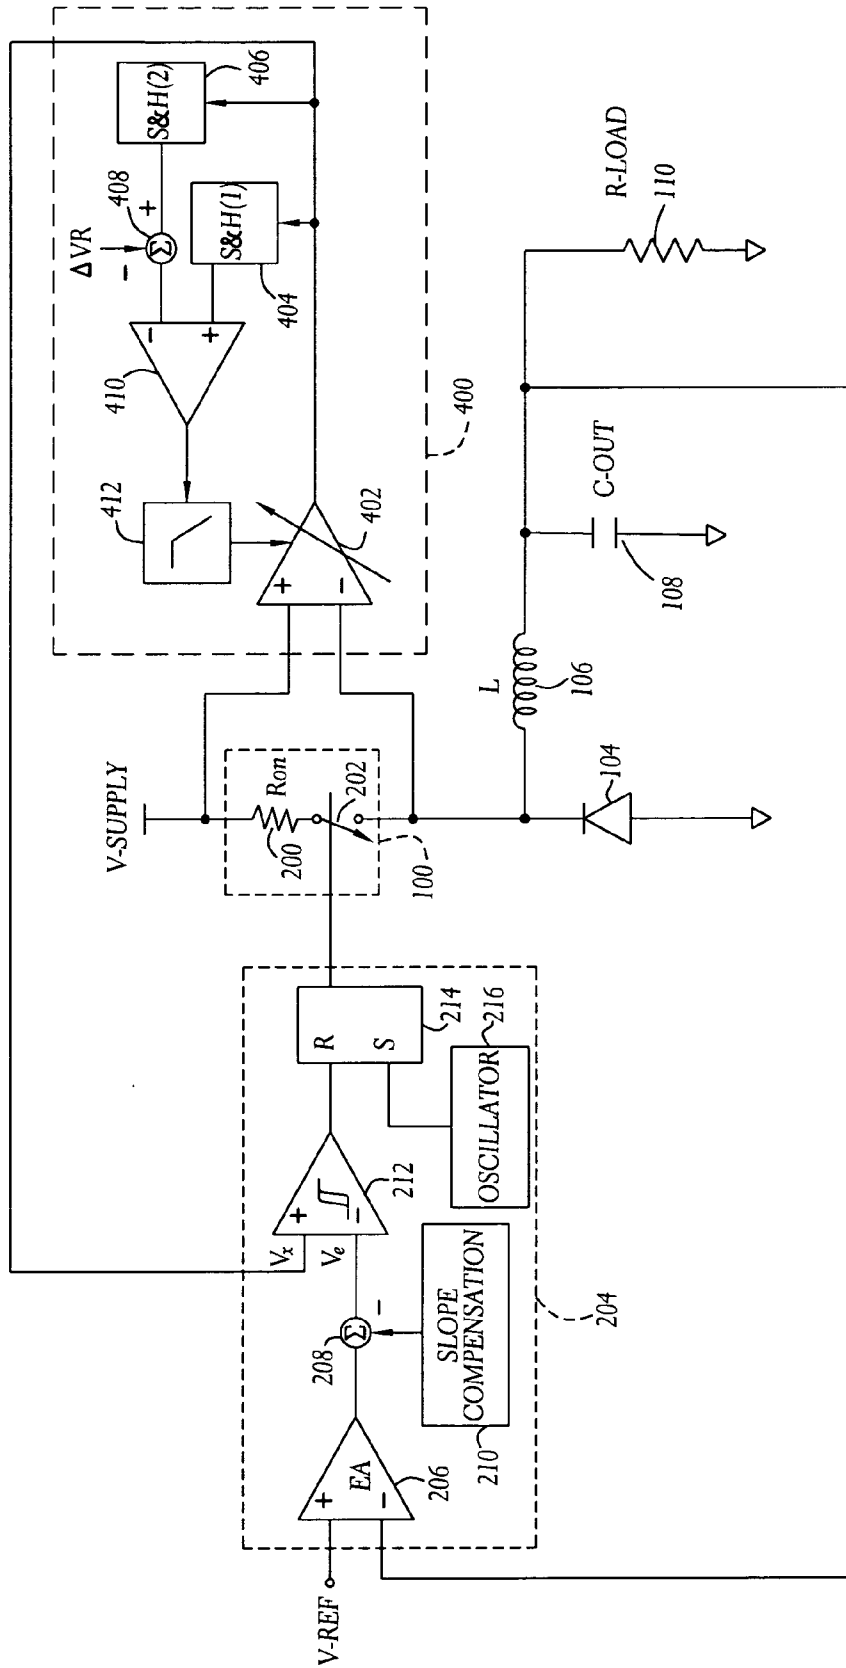 V-SUPPLY
Ron
200
202
100
S&H(2)
406
408
+
ΔVR
−
S&H(1)
404
410
−
+
412
402
+
−
400
R-LOAD
110
C-OUT
108
L
106
104
V-REF
+
−
EA
206
208
Σ
−
SLOPE
COMPENSATION
210
Vx
Ve
+
−
212
R
S
214
OSCILLATOR
216
204
Σ